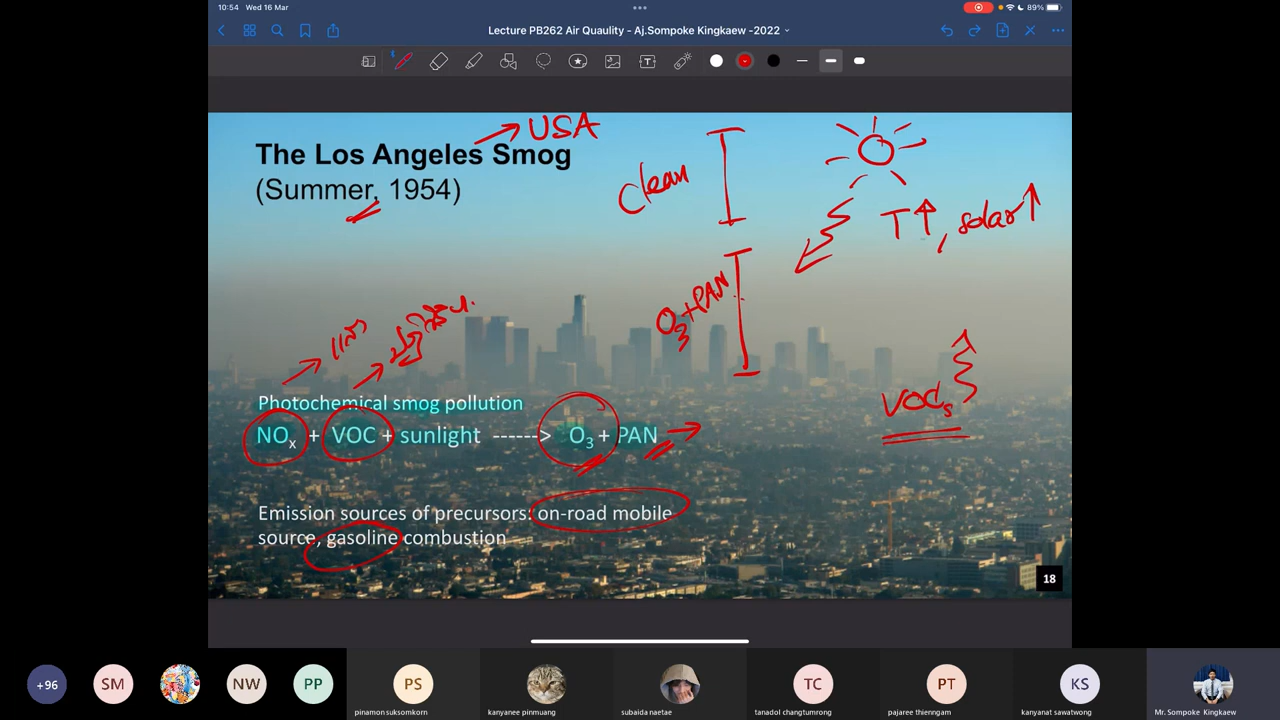 10:54 Wed 16 Mar
89%
Lecture PB262 Air Quaulity - Aj.Sompoke Kingkaew -2022
USA
The Los Angeles Smog
(Summer, 1954)
clean
T↑, solar↑
O3+PAN
VOCs
Photochemical smog pollution
NOx + VOC + sunlight ------> O3 + PAN
Emission sources of precursors: on-road mobile
source, gasoline combustion
18
+96
SM
NW
PP
PS
TC
PT
KS
pinamon suksomkorn
kanyanee pinmuang
subaida naetae
tanadol changtumrong
pajaree thienngam
kanyanat sawatwong
Mr. Sompoke Kingkaew